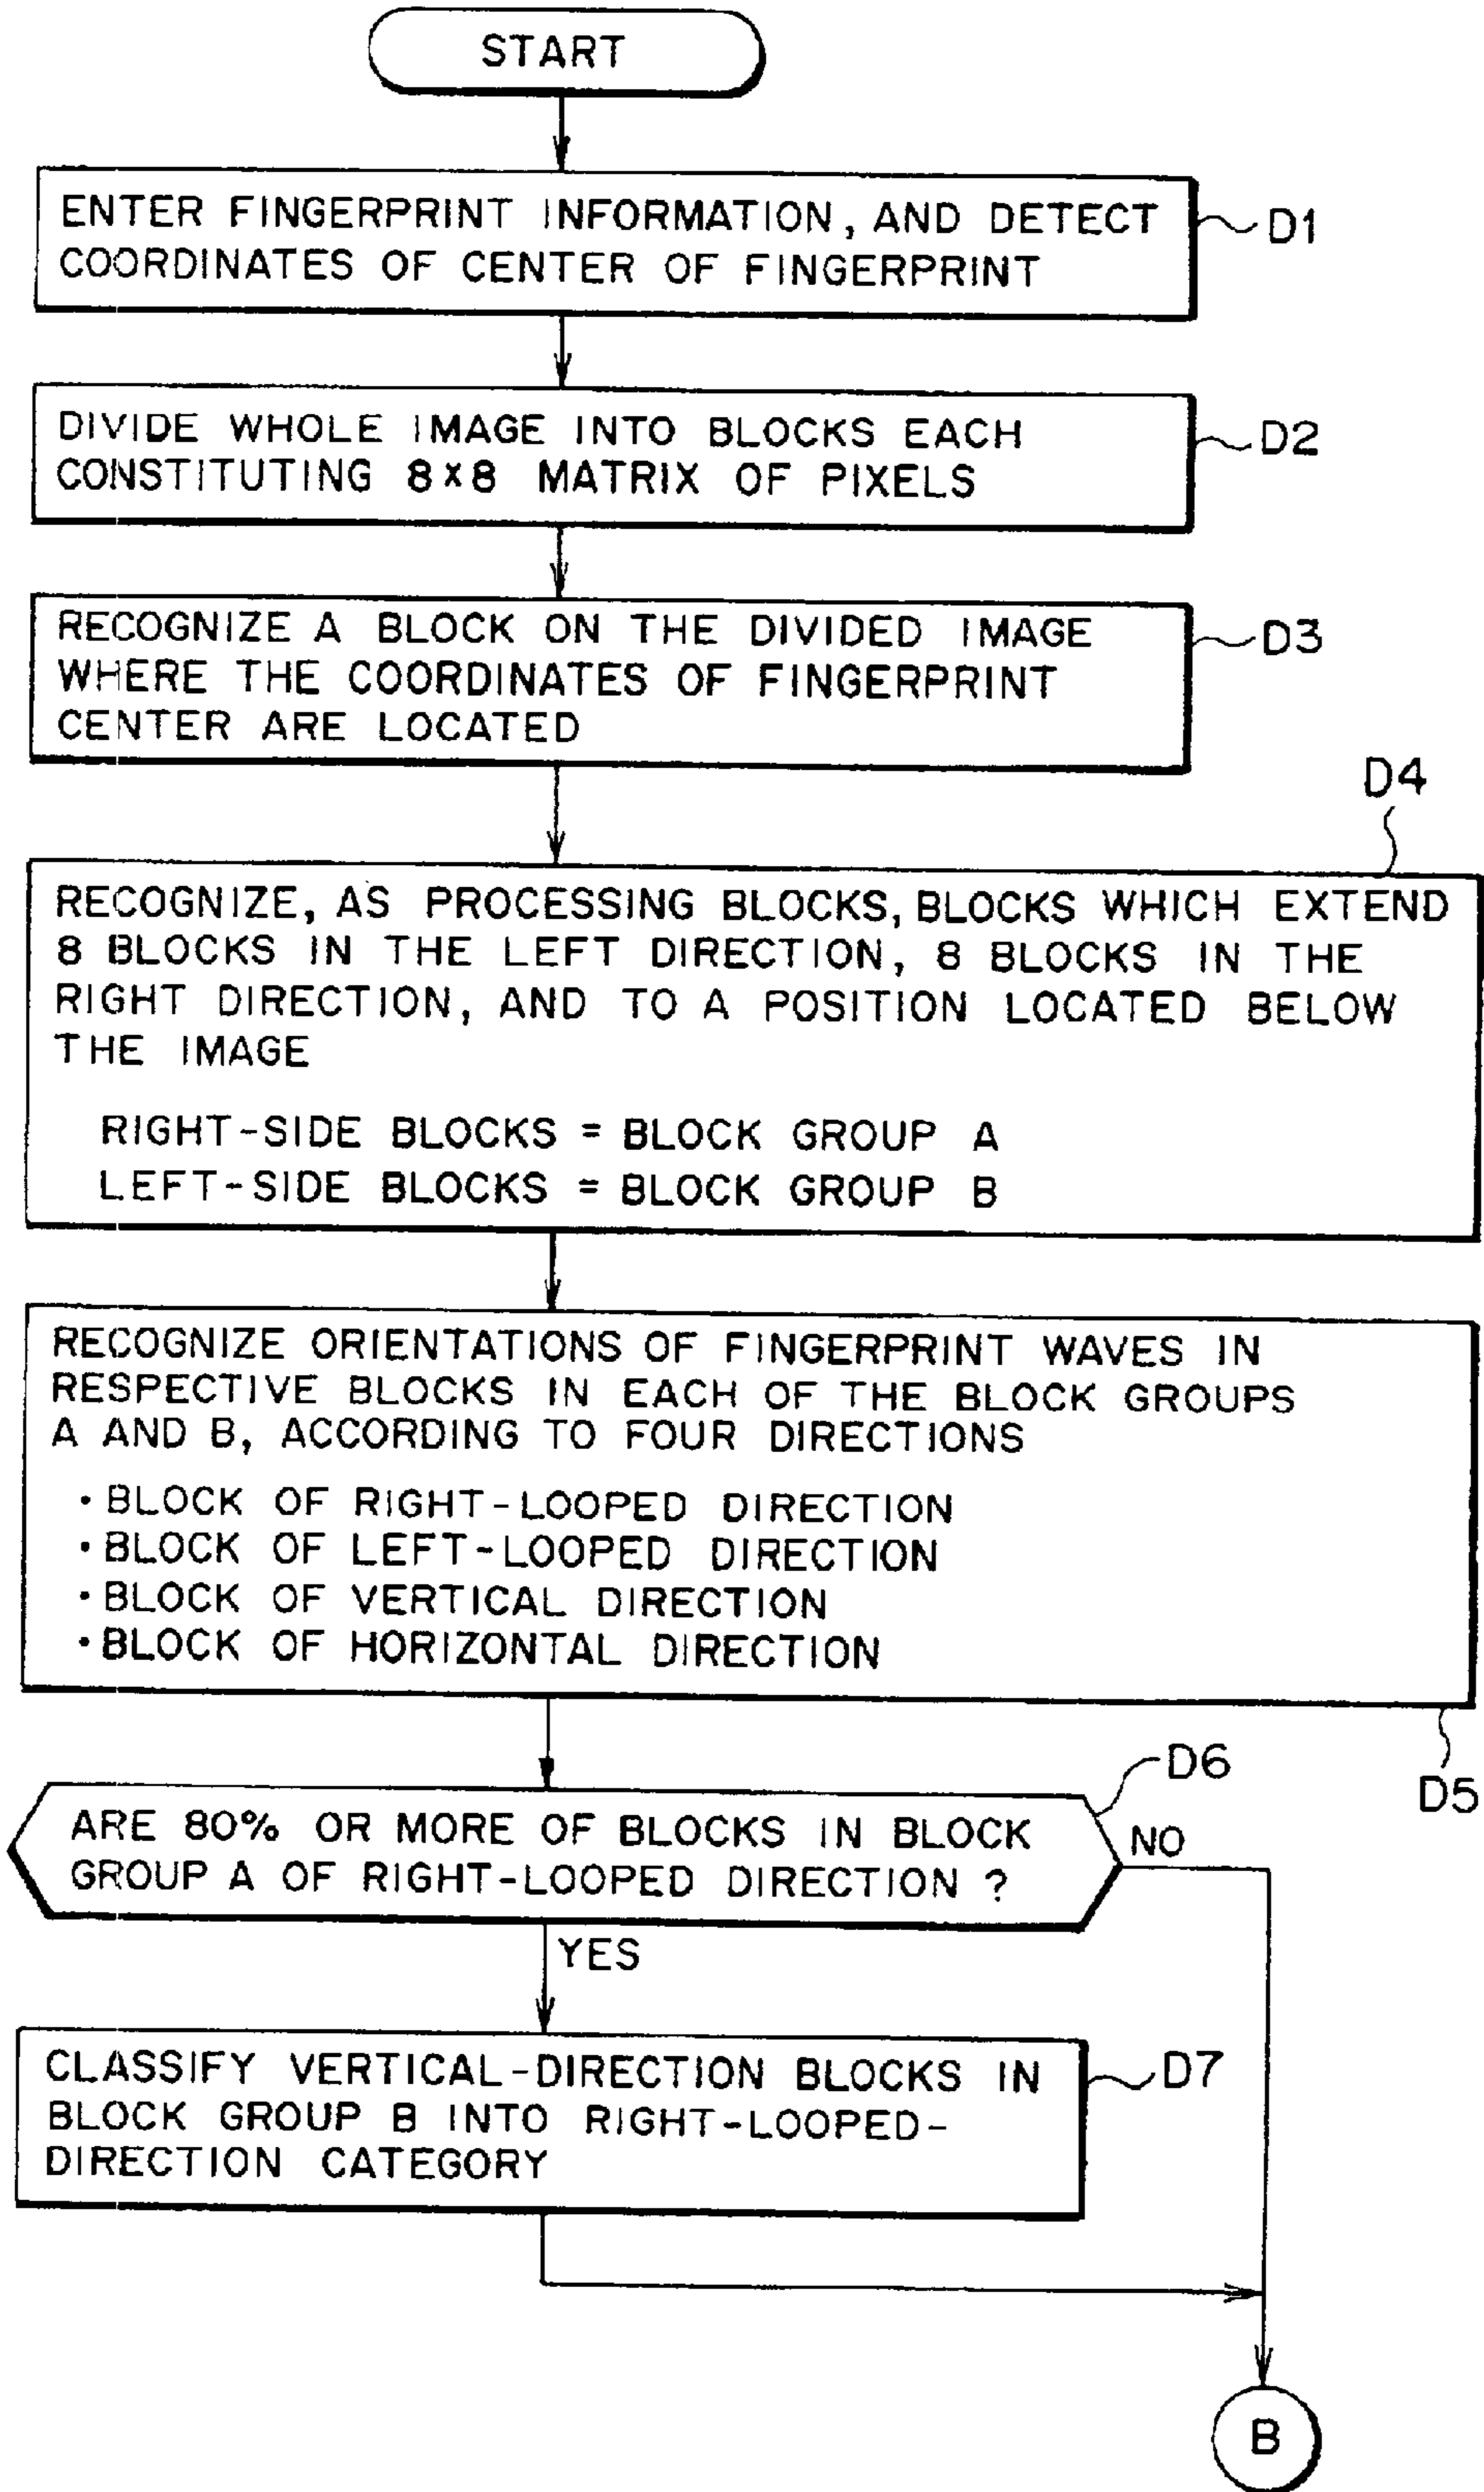 START
ENTER FINGERPRINT INFORMATION, AND DETECT
COORDINATES OF CENTER OF FINGERPRINT
D1
DIVIDE WHOLE IMAGE INTO BLOCKS EACH
CONSTITUTING 8×8 MATRIX OF PIXELS
D2
RECOGNIZE A BLOCK ON THE DIVIDED IMAGE
WHERE THE COORDINATES OF FINGERPRINT
CENTER ARE LOCATED
D3
D4
RECOGNIZE, AS PROCESSING BLOCKS, BLOCKS WHICH EXTEND
8 BLOCKS IN THE LEFT DIRECTION, 8 BLOCKS IN THE
RIGHT DIRECTION, AND TO A POSITION LOCATED BELOW
THE IMAGE
RIGHT-SIDE BLOCKS = BLOCK GROUP A
LEFT-SIDE BLOCKS = BLOCK GROUP B
RECOGNIZE ORIENTATIONS OF FINGERPRINT WAVES IN
RESPECTIVE BLOCKS IN EACH OF THE BLOCK GROUPS
A AND B, ACCORDING TO FOUR DIRECTIONS
· BLOCK OF RIGHT-LOOPED DIRECTION
· BLOCK OF LEFT-LOOPED DIRECTION
· BLOCK OF VERTICAL DIRECTION
· BLOCK OF HORIZONTAL DIRECTION
D5
D6
ARE 80% OR MORE OF BLOCKS IN BLOCK
GROUP A OF RIGHT-LOOPED DIRECTION ?
NO
YES
CLASSIFY VERTICAL-DIRECTION BLOCKS IN
BLOCK GROUP B INTO RIGHT-LOOPED-
DIRECTION CATEGORY
D7
B